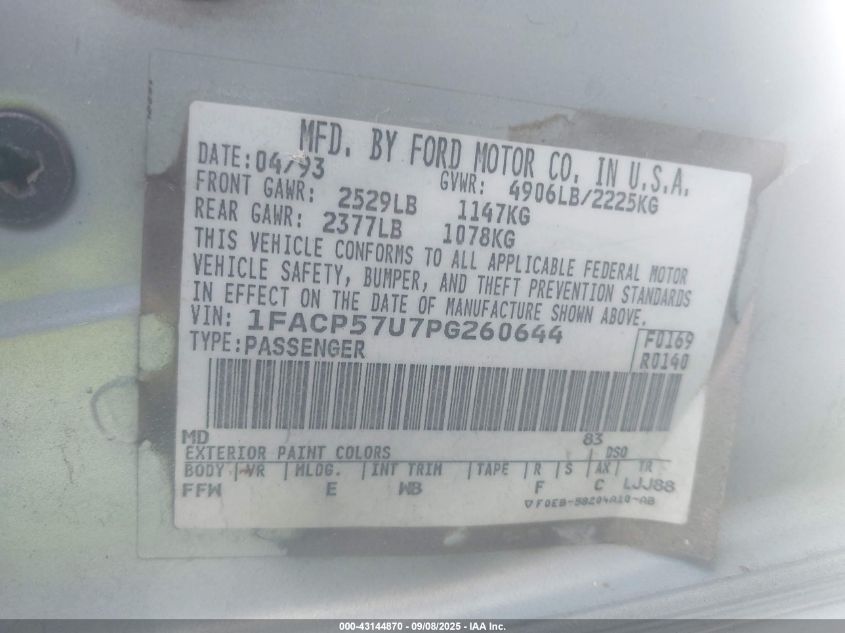 MFD. BY FORD MOTOR CO. IN U.S.A.
DATE: 04/93 GVWR: 4906LB/2225KG
FRONT GAWR: 2529LB 1147KG
REAR GAWR: 2377LB 1078KG
THIS VEHICLE CONFORMS TO ALL APPLICABLE FEDERAL MOTOR
VEHICLE SAFETY, BUMPER, AND THEFT PREVENTION STANDARDS
IN EFFECT ON THE DATE OF MANUFACTURE SHOWN ABOVE.
VIN: 1FACP57U7PG260644 F0169
TYPE: PASSENGER R0140
MD 83
EXTERIOR PAINT COLORS DSO
BODY VR MLDG. INT TRIM TAPE R S AX TR
FFW E WB F C LJJ88
▽F0EB-58204A10-AB
000-43144870 - 09/08/2025 - IAA Inc.